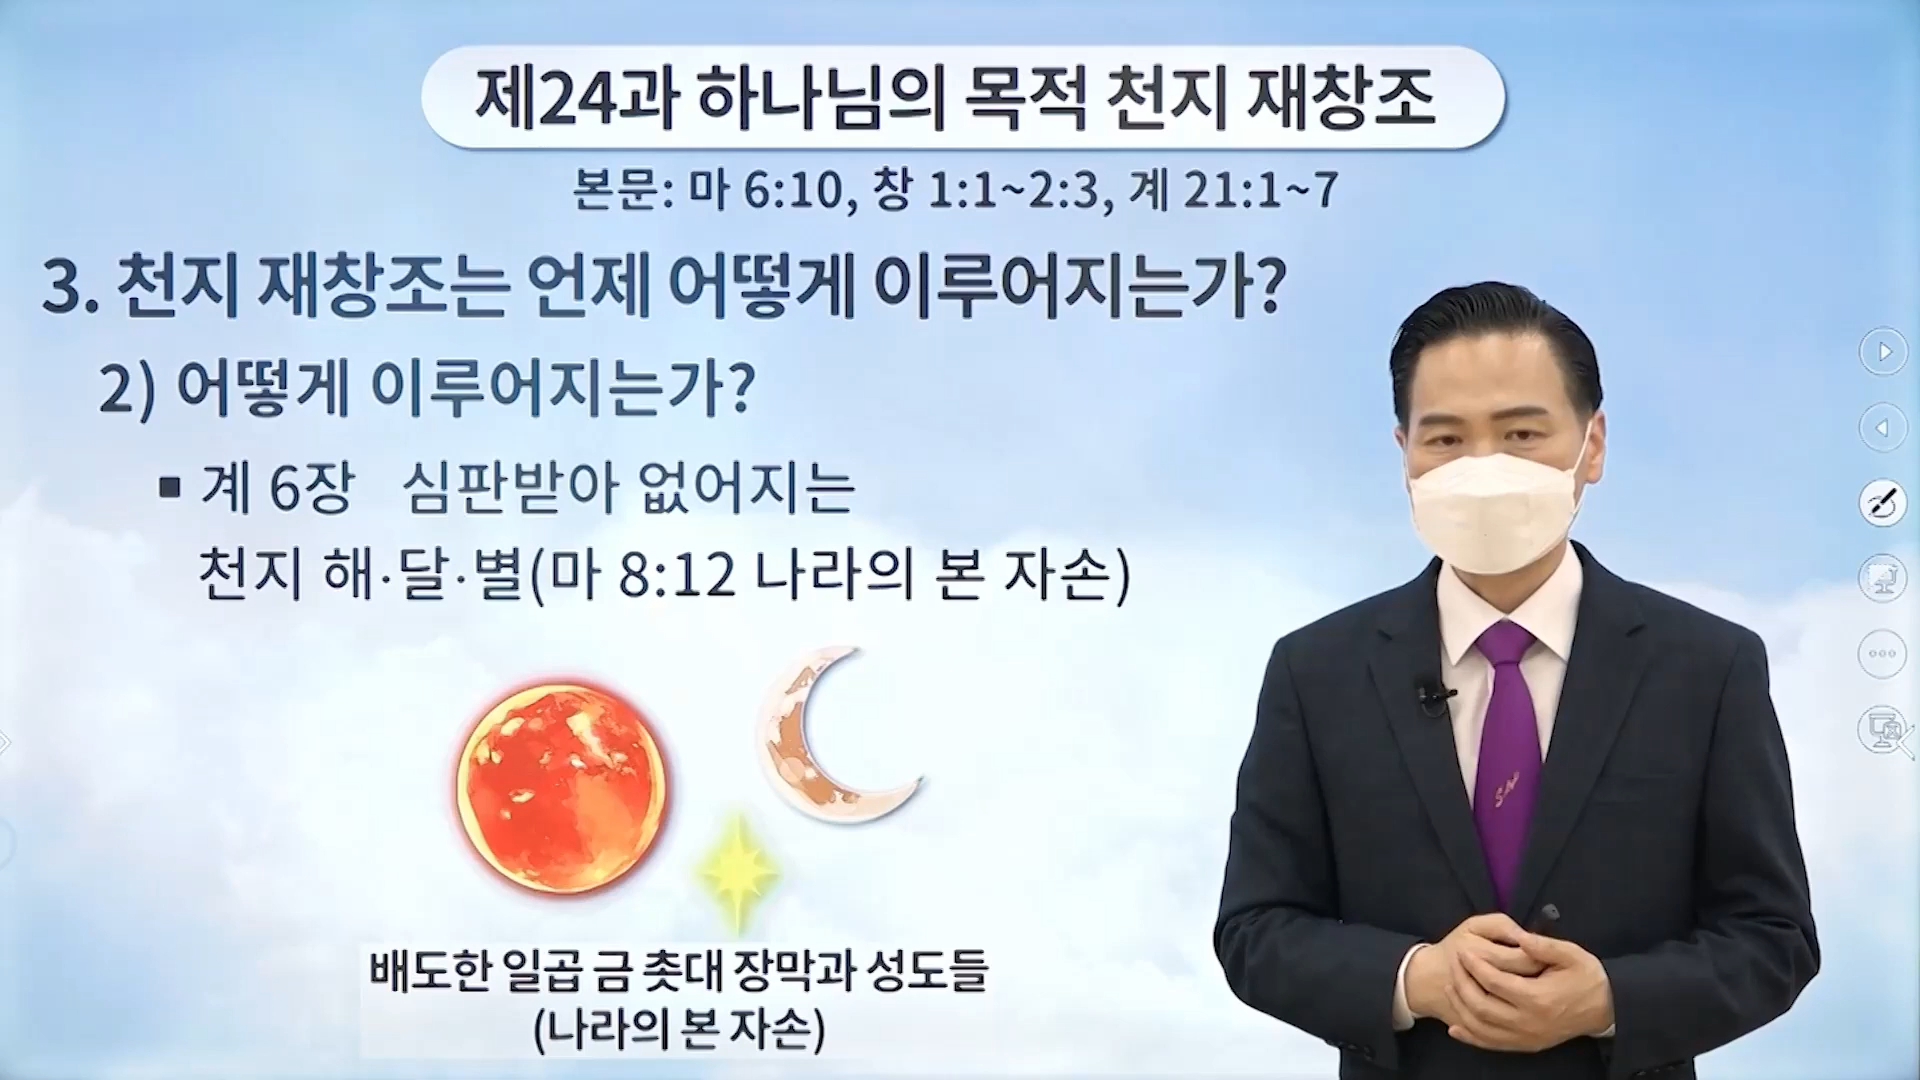 제24과 하나님의 목적 천지 재창조
본문: 마 6:10, 창 1:1~2:3, 계 21:1~7
3. 천지 재창조는 언제 어떻게 이루어지는가?
2) 어떻게 이루어지는가?
▪ 계 6장 심판받아 없어지는
천지 해·달·별(마 8:12 나라의 본 자손)
배도한 일곱 금 촛대 장막과 성도들
(나라의 본 자손)